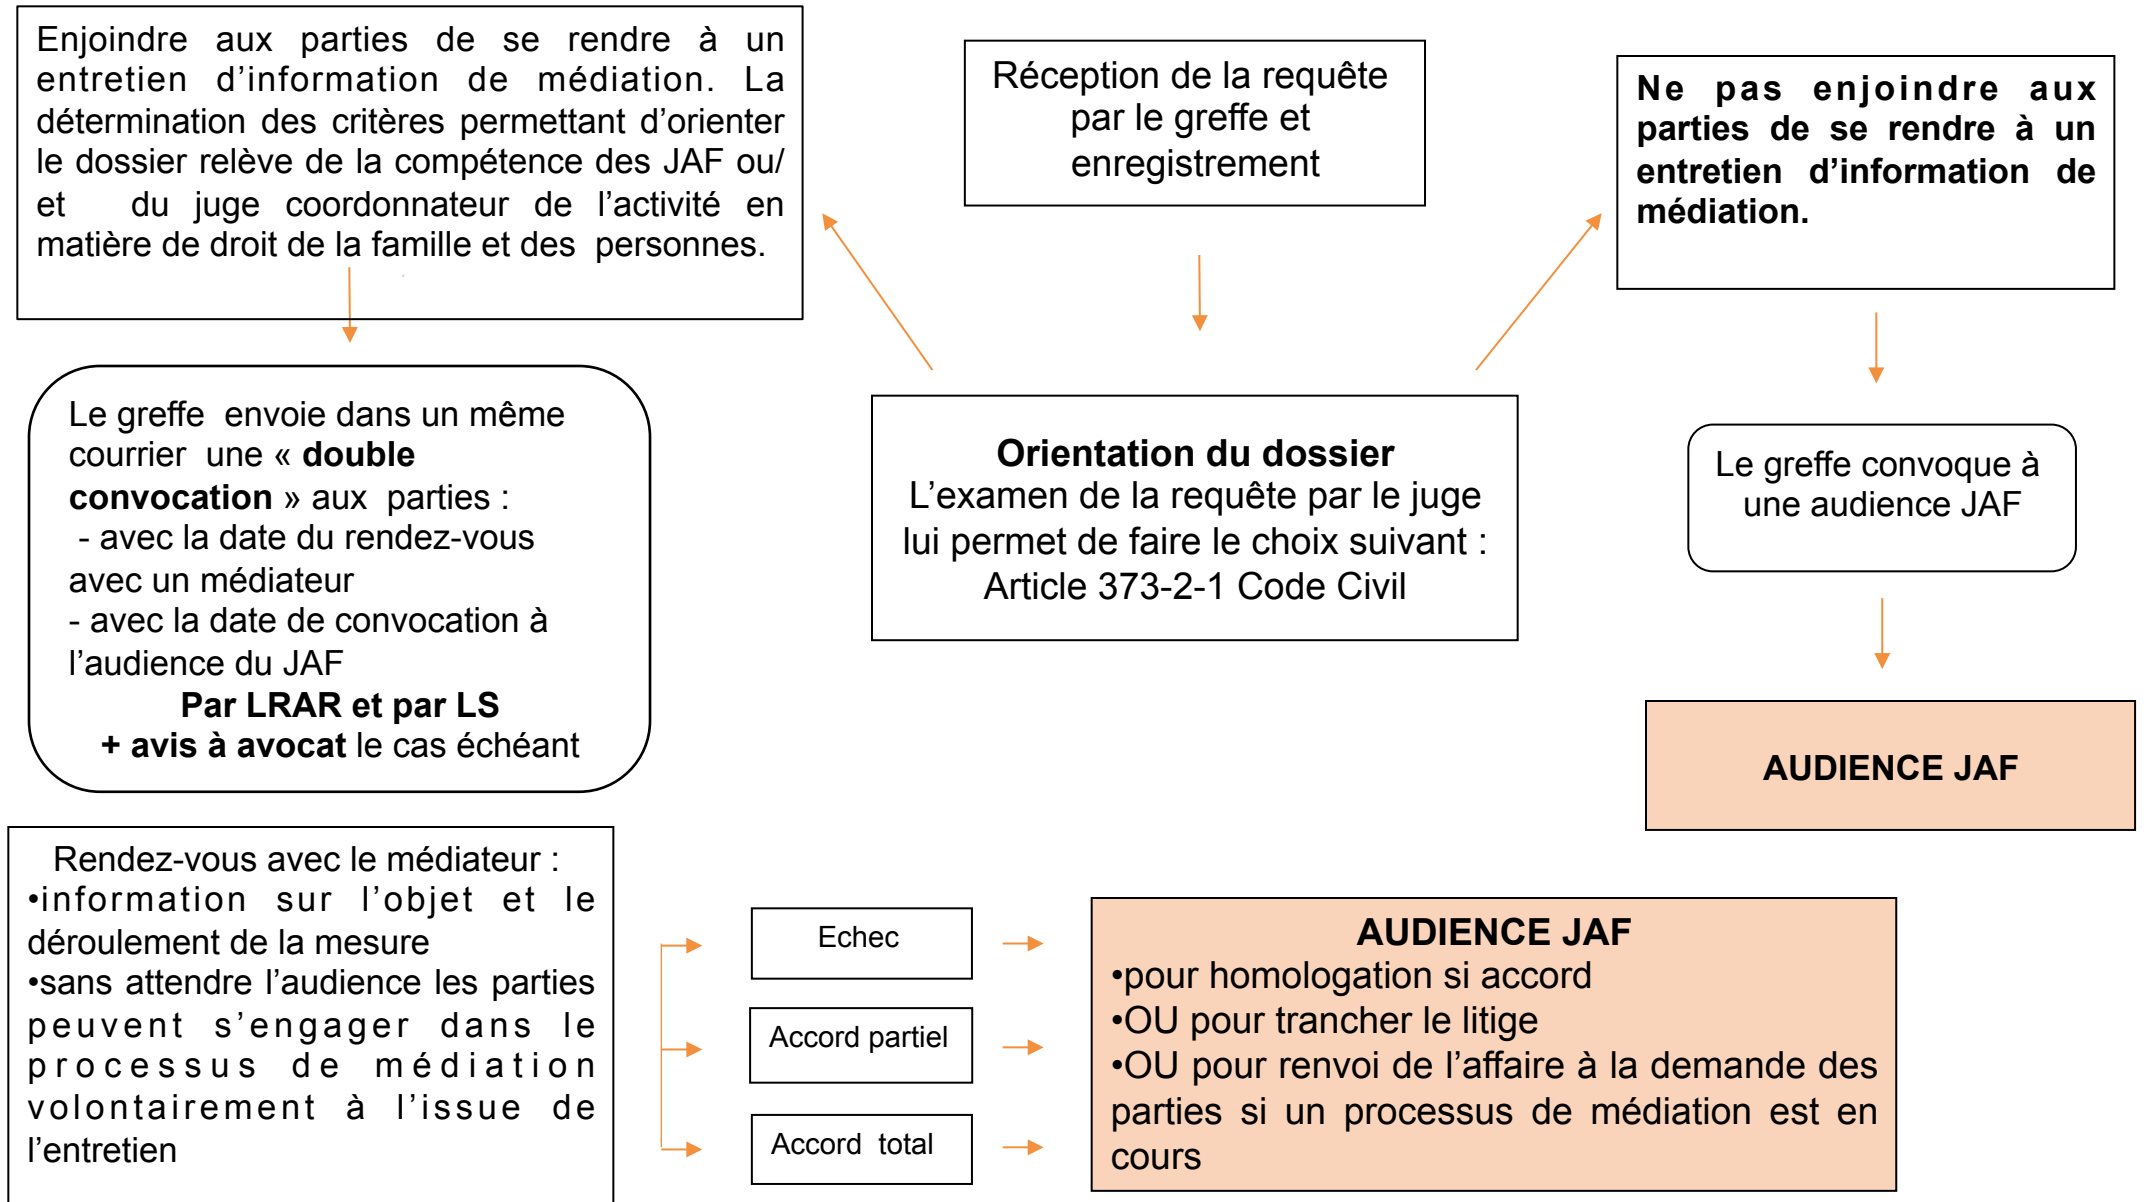 Enjoindre aux parties de se rendre à un
entretien d’information de médiation. La
détermination des critères permettant d’orienter
le dossier relève de la compétence des JAF ou/
et du juge coordonnateur de l’activité en
matière de droit de la famille et des personnes.
Réception de la requête
par le greffe et
enregistrement
Ne pas enjoindre aux
parties de se rendre à un
entretien d’information de
médiation.
Le greffe envoie dans un même
courrier une « double
convocation » aux parties :
- avec la date du rendez-vous
avec un médiateur
- avec la date de convocation à
l’audience du JAF
Par LRAR et par LS
+ avis à avocat le cas échéant
Orientation du dossier
L’examen de la requête par le juge
lui permet de faire le choix suivant :
Article 373-2-1 Code Civil
Le greffe convoque à
une audience JAF
AUDIENCE JAF
Rendez-vous avec le médiateur :
•information sur l’objet et le
déroulement de la mesure
•sans attendre l’audience les parties
peuvent s’engager dans le
processus de médiation
volontairement à l’issue de
l’entretien
Echec
Accord partiel
Accord total
AUDIENCE JAF
•pour homologation si accord
•OU pour trancher le litige
•OU pour renvoi de l’affaire à la demande des
parties si un processus de médiation est en
cours